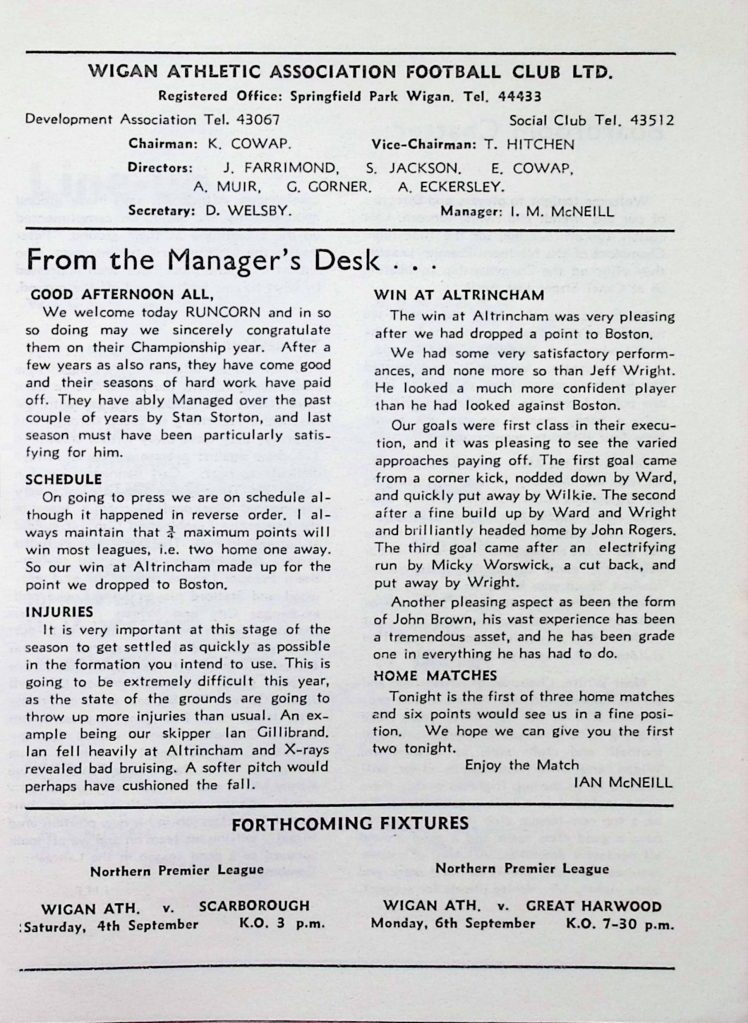 WIGAN ATHLETIC ASSOCIATION FOOTBALL CLUB LTD.
Registered Office: Springfield Park Wigan. Tel. 44433
Development Association Tel. 43067 Social Club Tel. 43512
Chairman: K. COWAP. Vice-Chairman: T. HITCHEN
Directors: J. FARRIMOND, S. JACKSON. E. COWAP,
A. MUIR, G. GORNER. A. ECKERSLEY.
Secretary: D. WELSBY. Manager: I. M. McNEILL
From the Manager's Desk . . .
GOOD AFTERNOON ALL,
We welcome today RUNCORN and in so
so doing may we sincerely congratulate
them on their Championship year. After a
few years as also rans, they have come good
and their seasons of hard work have paid
off. They have ably Managed over the past
couple of years by Stan Storton, and last
season must have been particularly satis-
fying for him.
SCHEDULE
On going to press we are on schedule al-
though it happened in reverse order. I al-
ways maintain that ¾ maximum points will
win most leagues, i.e. two home one away.
So our win at Altrincham made up for the
point we dropped to Boston.
INJURIES
It is very important at this stage of the
season to get settled as quickly as possible
in the formation you intend to use. This is
going to be extremely difficult this year,
as the state of the grounds are going to
throw up more injuries than usual. An ex-
ample being our skipper Ian Gillibrand.
Ian fell heavily at Altrincham and X-rays
revealed bad bruising. A softer pitch would
perhaps have cushioned the fall.
WIN AT ALTRINCHAM
The win at Altrincham was very pleasing
after we had dropped a point to Boston.
We had some very satisfactory perform-
ances, and none more so than Jeff Wright.
He looked a much more confident player
than he had looked against Boston.
Our goals were first class in their execu-
tion, and it was pleasing to see the varied
approaches paying off. The first goal came
from a corner kick, nodded down by Ward,
and quickly put away by Wilkie. The second
after a fine build up by Ward and Wright
and brilliantly headed home by John Rogers.
The third goal came after an electrifying
run by Micky Worswick, a cut back, and
put away by Wright.
Another pleasing aspect as been the form
of John Brown, his vast experience has been
a tremendous asset, and he has been grade
one in everything he has had to do.
HOME MATCHES
Tonight is the first of three home matches
and six points would see us in a fine posi-
tion. We hope we can give you the first
two tonight.
Enjoy the Match
IAN McNEILL
FORTHCOMING FIXTURES
Northern Premier League
WIGAN ATH. v. SCARBOROUGH
Saturday, 4th September K.O. 3 p.m.
Northern Premier League
WIGAN ATH. v. GREAT HARWOOD
Monday, 6th September K.O. 7-30 p.m.